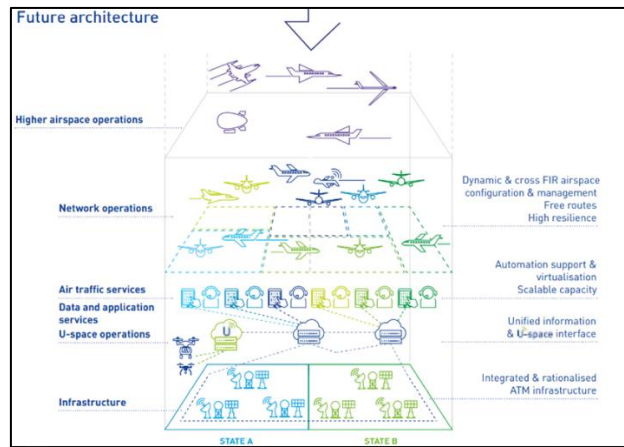 Future architecture
Higher airspace operations
Network operations
Dynamic & cross FIR airspace
configuration & management
Free routes
High resilience
Air traffic services
Data and application
services
U-space operations
Automation support &
virtualisation
Scalable capacity
U
Unified information
& U-space interface
Infrastructure
Integrated & rationalised
ATM infrastructure
STATE A
STATE B